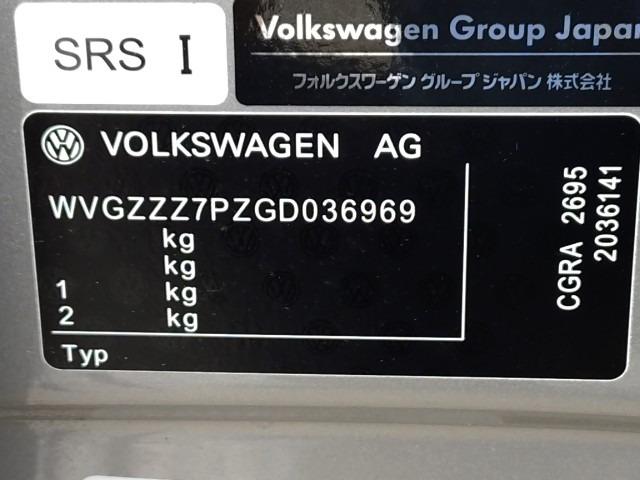 SRS I
Volkswagen Group Japan
フォルクスワーゲン グループ ジャパン 株式会社
VOLKSWAGEN AG
WVGZZZ7PZGD036969
kg
kg
1 kg
2 kg
Typ
CGRA 2695
2036141